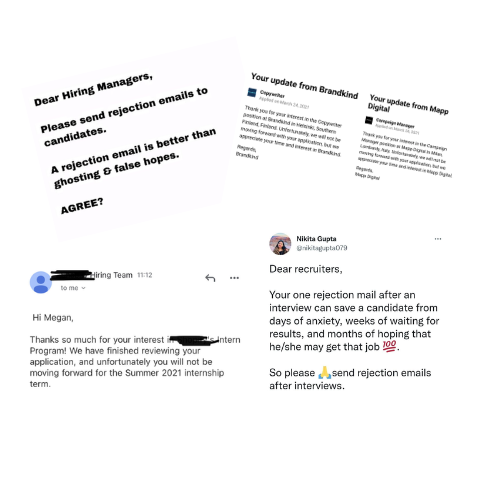 Dear Hiring Managers,
Please send rejection emails to
candidates.
A rejection email is better than
ghosting & false hopes.
AGREE?
Your update from Brandkind
Copywriter
Applied on March 24, 2021
Thank you for your interest in the Copywriter
position at Brandkind in Helsinki, Southern
Finland, Finland. Unfortunately, we will not be
moving forward with your application, but we
appreciate your time and interest in Brandkind.
Regards,
Brandkind
Your update from Mapp
Digital
Campaign Manager
Thank you for your interest in the Campaign
Manager position at Mapp Digital in Milan,
Lombardy, Italy. Unfortunately, we will not be
moving forward with your application, but we
appreciate your time and interest in Mapp Digital.
Regards,
Mapp Digital
Hiring Team 11:12
to me
Hi Megan,
Thanks so much for your interest in 's Intern
Program! We have finished reviewing your
application, and unfortunately you will not be
moving forward for the Summer 2021 internship
term.
Nikita Gupta
@nikitagupta079
Dear recruiters,
Your one rejection mail after an
interview can save a candidate from
days of anxiety, weeks of waiting for
results, and months of hoping that
he/she may get that job 💯.
So please 🙏send rejection emails
after interviews.